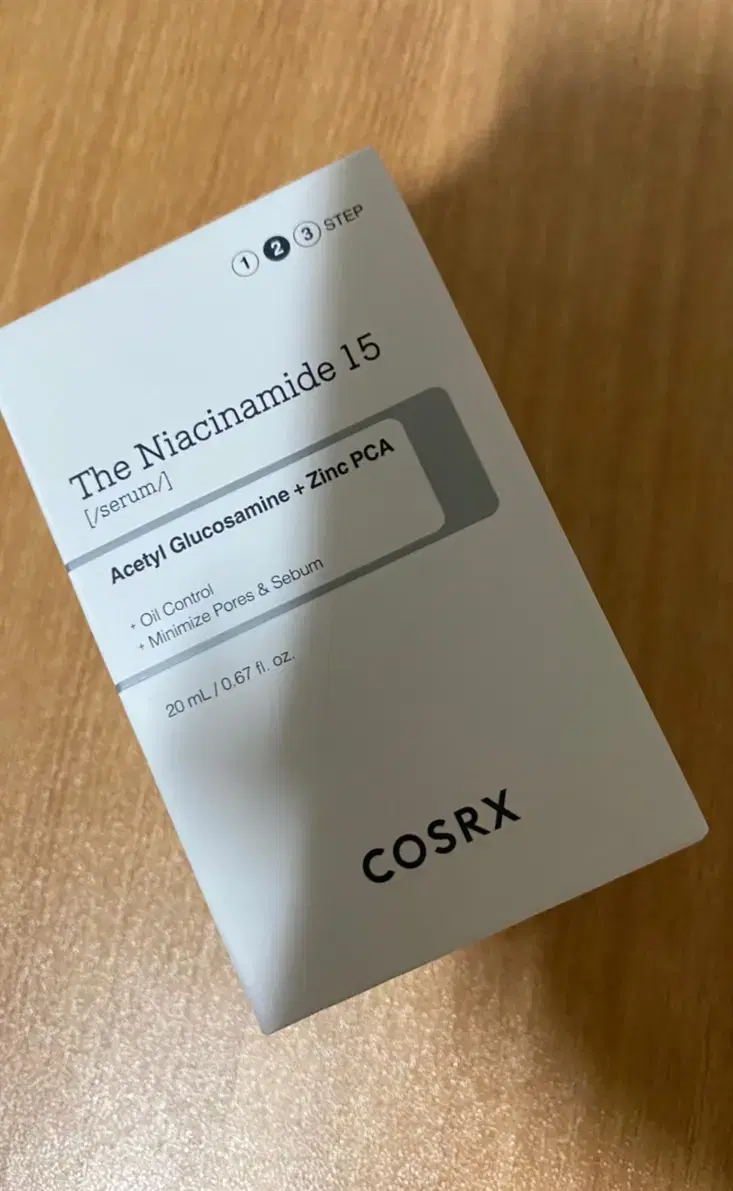 1 2 3 STEP
The Niacinamide 15
[/serum/]
Acetyl Glucosamine + Zinc PCA
+ Oil Control
+ Minimize Pores & Sebum
20 mL / 0.67 fl. oz.
COSRX